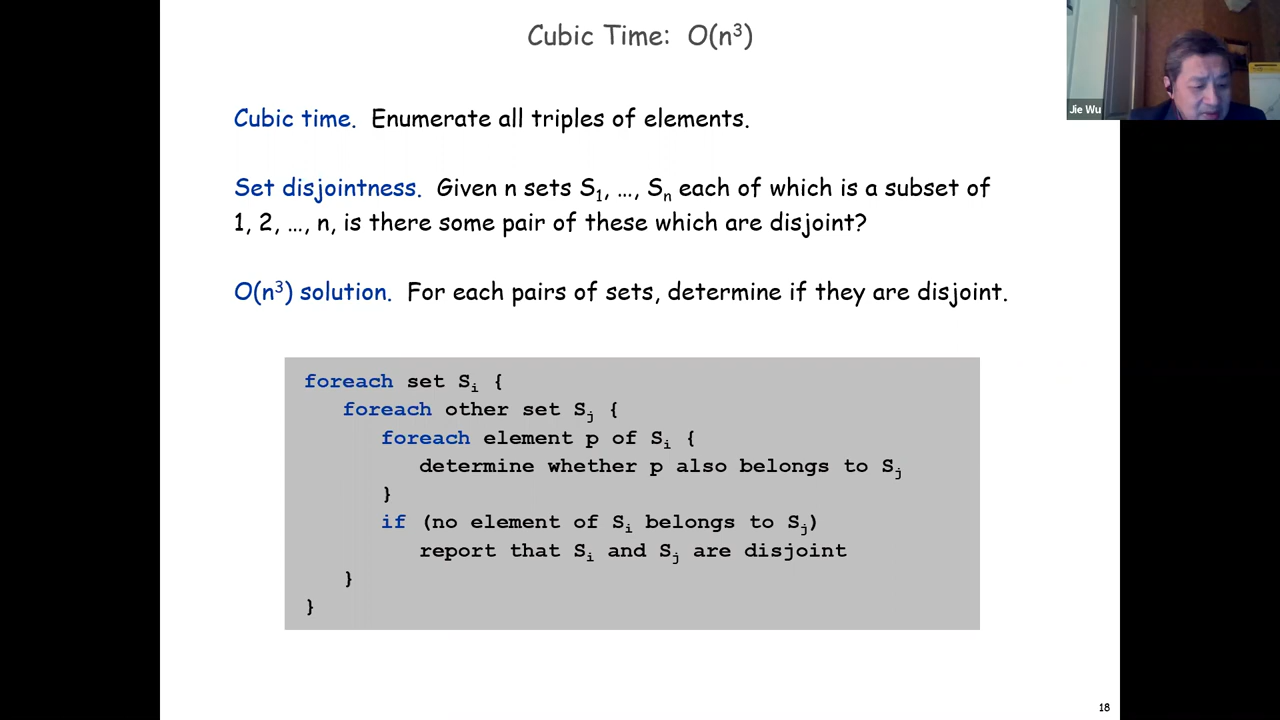 Cubic Time: O(n³)
Jie Wu
Cubic time. Enumerate all triples of elements.
Set disjointness. Given n sets S₁, …, Sₙ each of which is a subset of
1, 2, …, n, is there some pair of these which are disjoint?
O(n³) solution. For each pairs of sets, determine if they are disjoint.
foreach set Sᵢ {
foreach other set Sⱼ {
foreach element p of Sᵢ {
determine whether p also belongs to Sⱼ
}
if (no element of Sᵢ belongs to Sⱼ)
report that Sᵢ and Sⱼ are disjoint
}
}
18